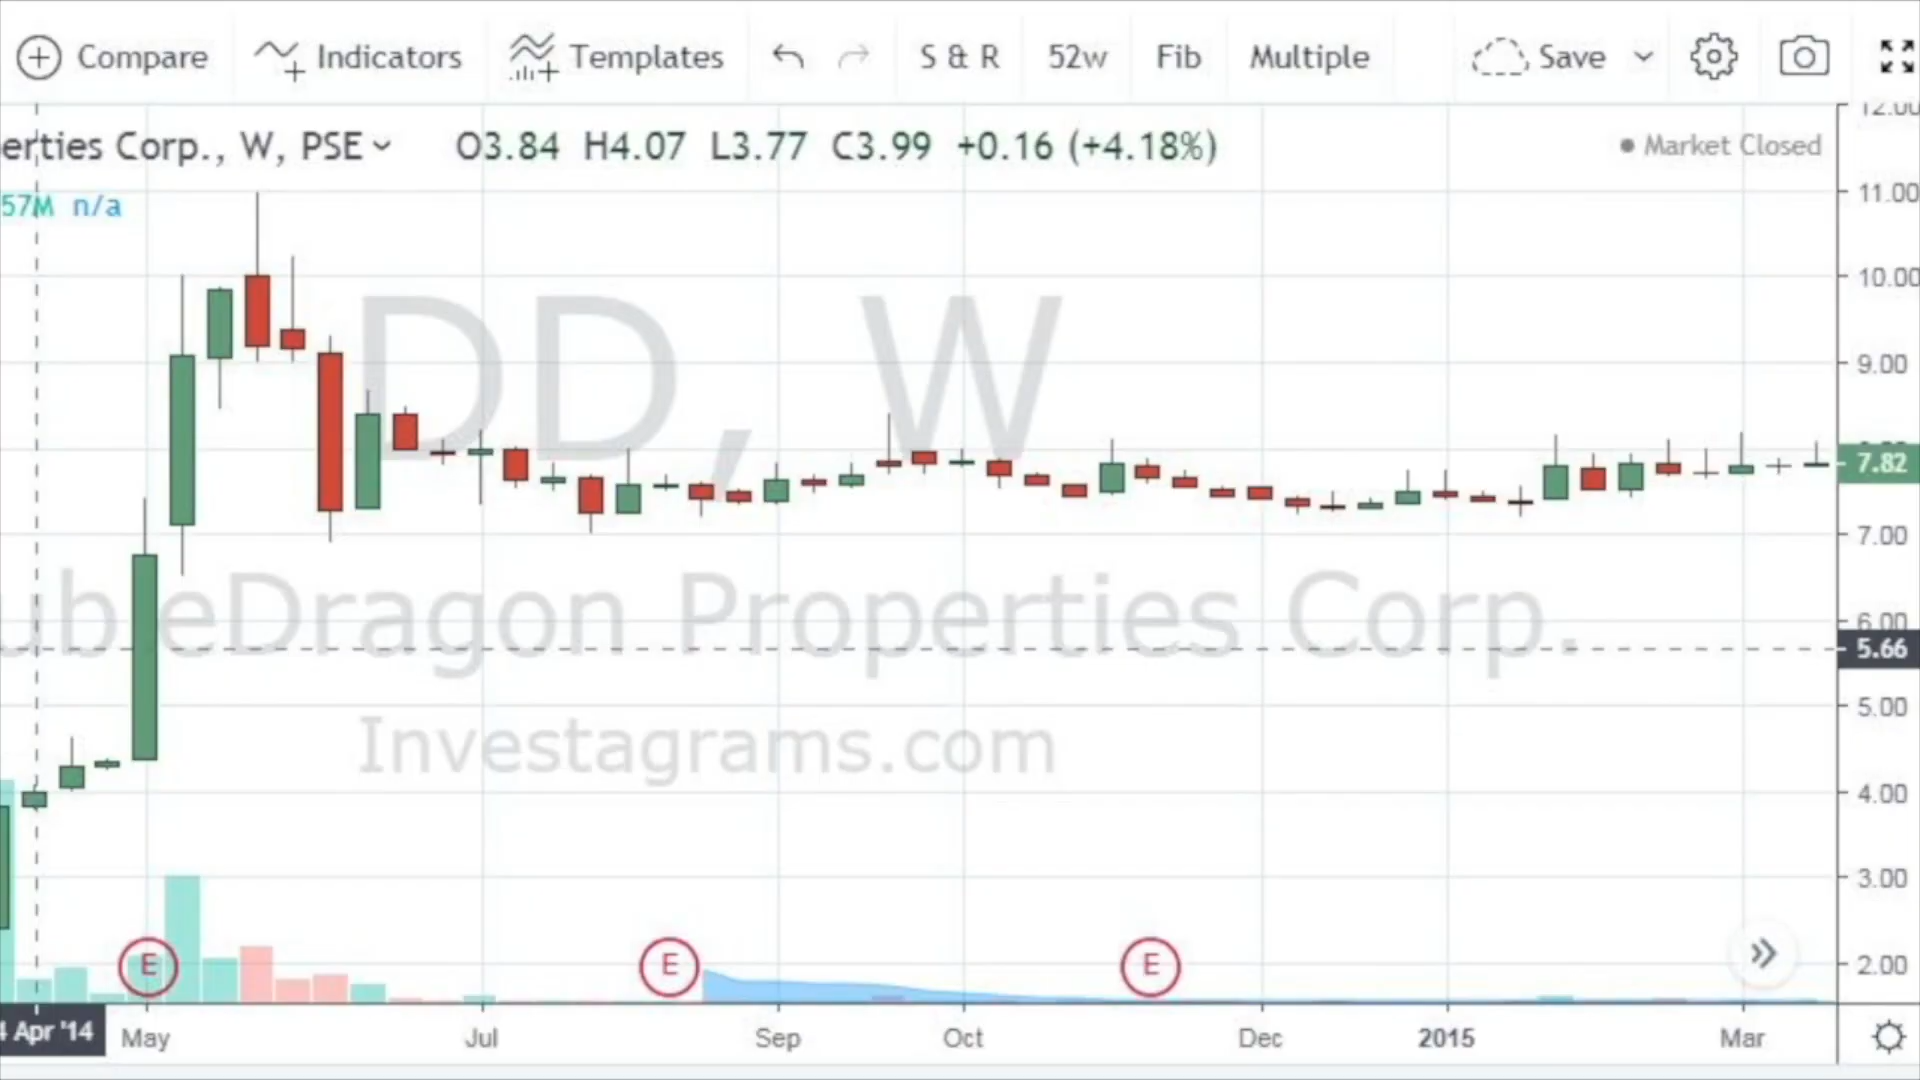 Compare Indicators Templates S & R 52w Fib Multiple Save
erties Corp., W, PSE O3.84 H4.07 L3.77 C3.99 +0.16 (+4.18%) Market Closed
57M n/a
DD, W
ubleDragon Properties Corp.
Investagrams.com
12.00
11.00
10.00
9.00
7.82
7.00
6.00
5.66
5.00
4.00
3.00
2.00
E E E
4 Apr '14 May Jul Sep Oct Dec 2015 Mar